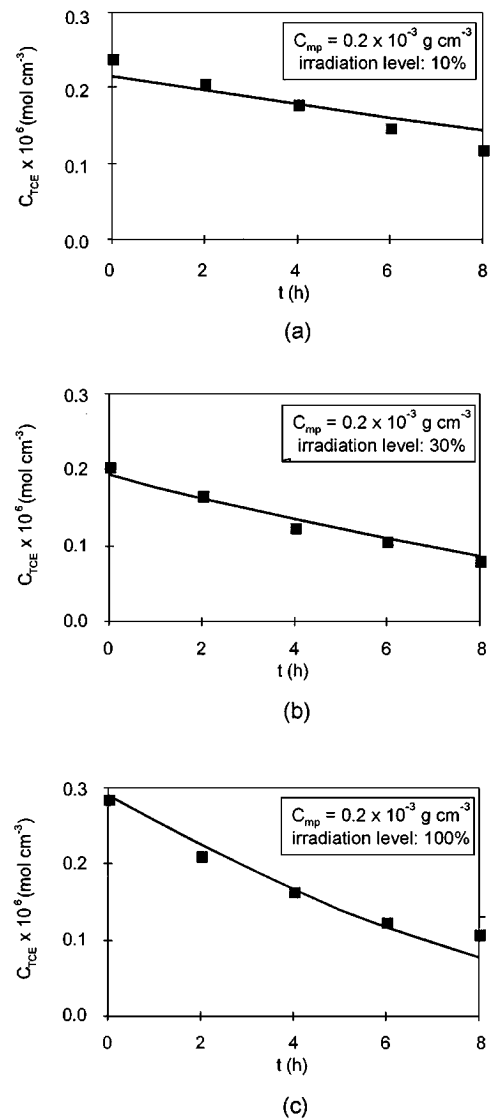 C_mp = 0.2 x 10^-3 g cm^-3
irradiation level: 10%
0.3
0.2
0.1
0.0
C_TCE x 10^6 (mol cm^-3)
0 2 4 6 8
t (h)
(a)
C_mp = 0.2 x 10^-3 g cm^-3
irradiation level: 30%
0.3
0.2
0.1
0.0
C_TCE x 10^6 (mol cm^-3)
0 2 4 6 8
t (h)
(b)
C_mp = 0.2 x 10^-3 g cm^-3
irradiation level: 100%
0.3
0.2
0.1
0.0
C_TCE x 10^6 (mol cm^-3)
0 2 4 6 8
t (h)
(c)